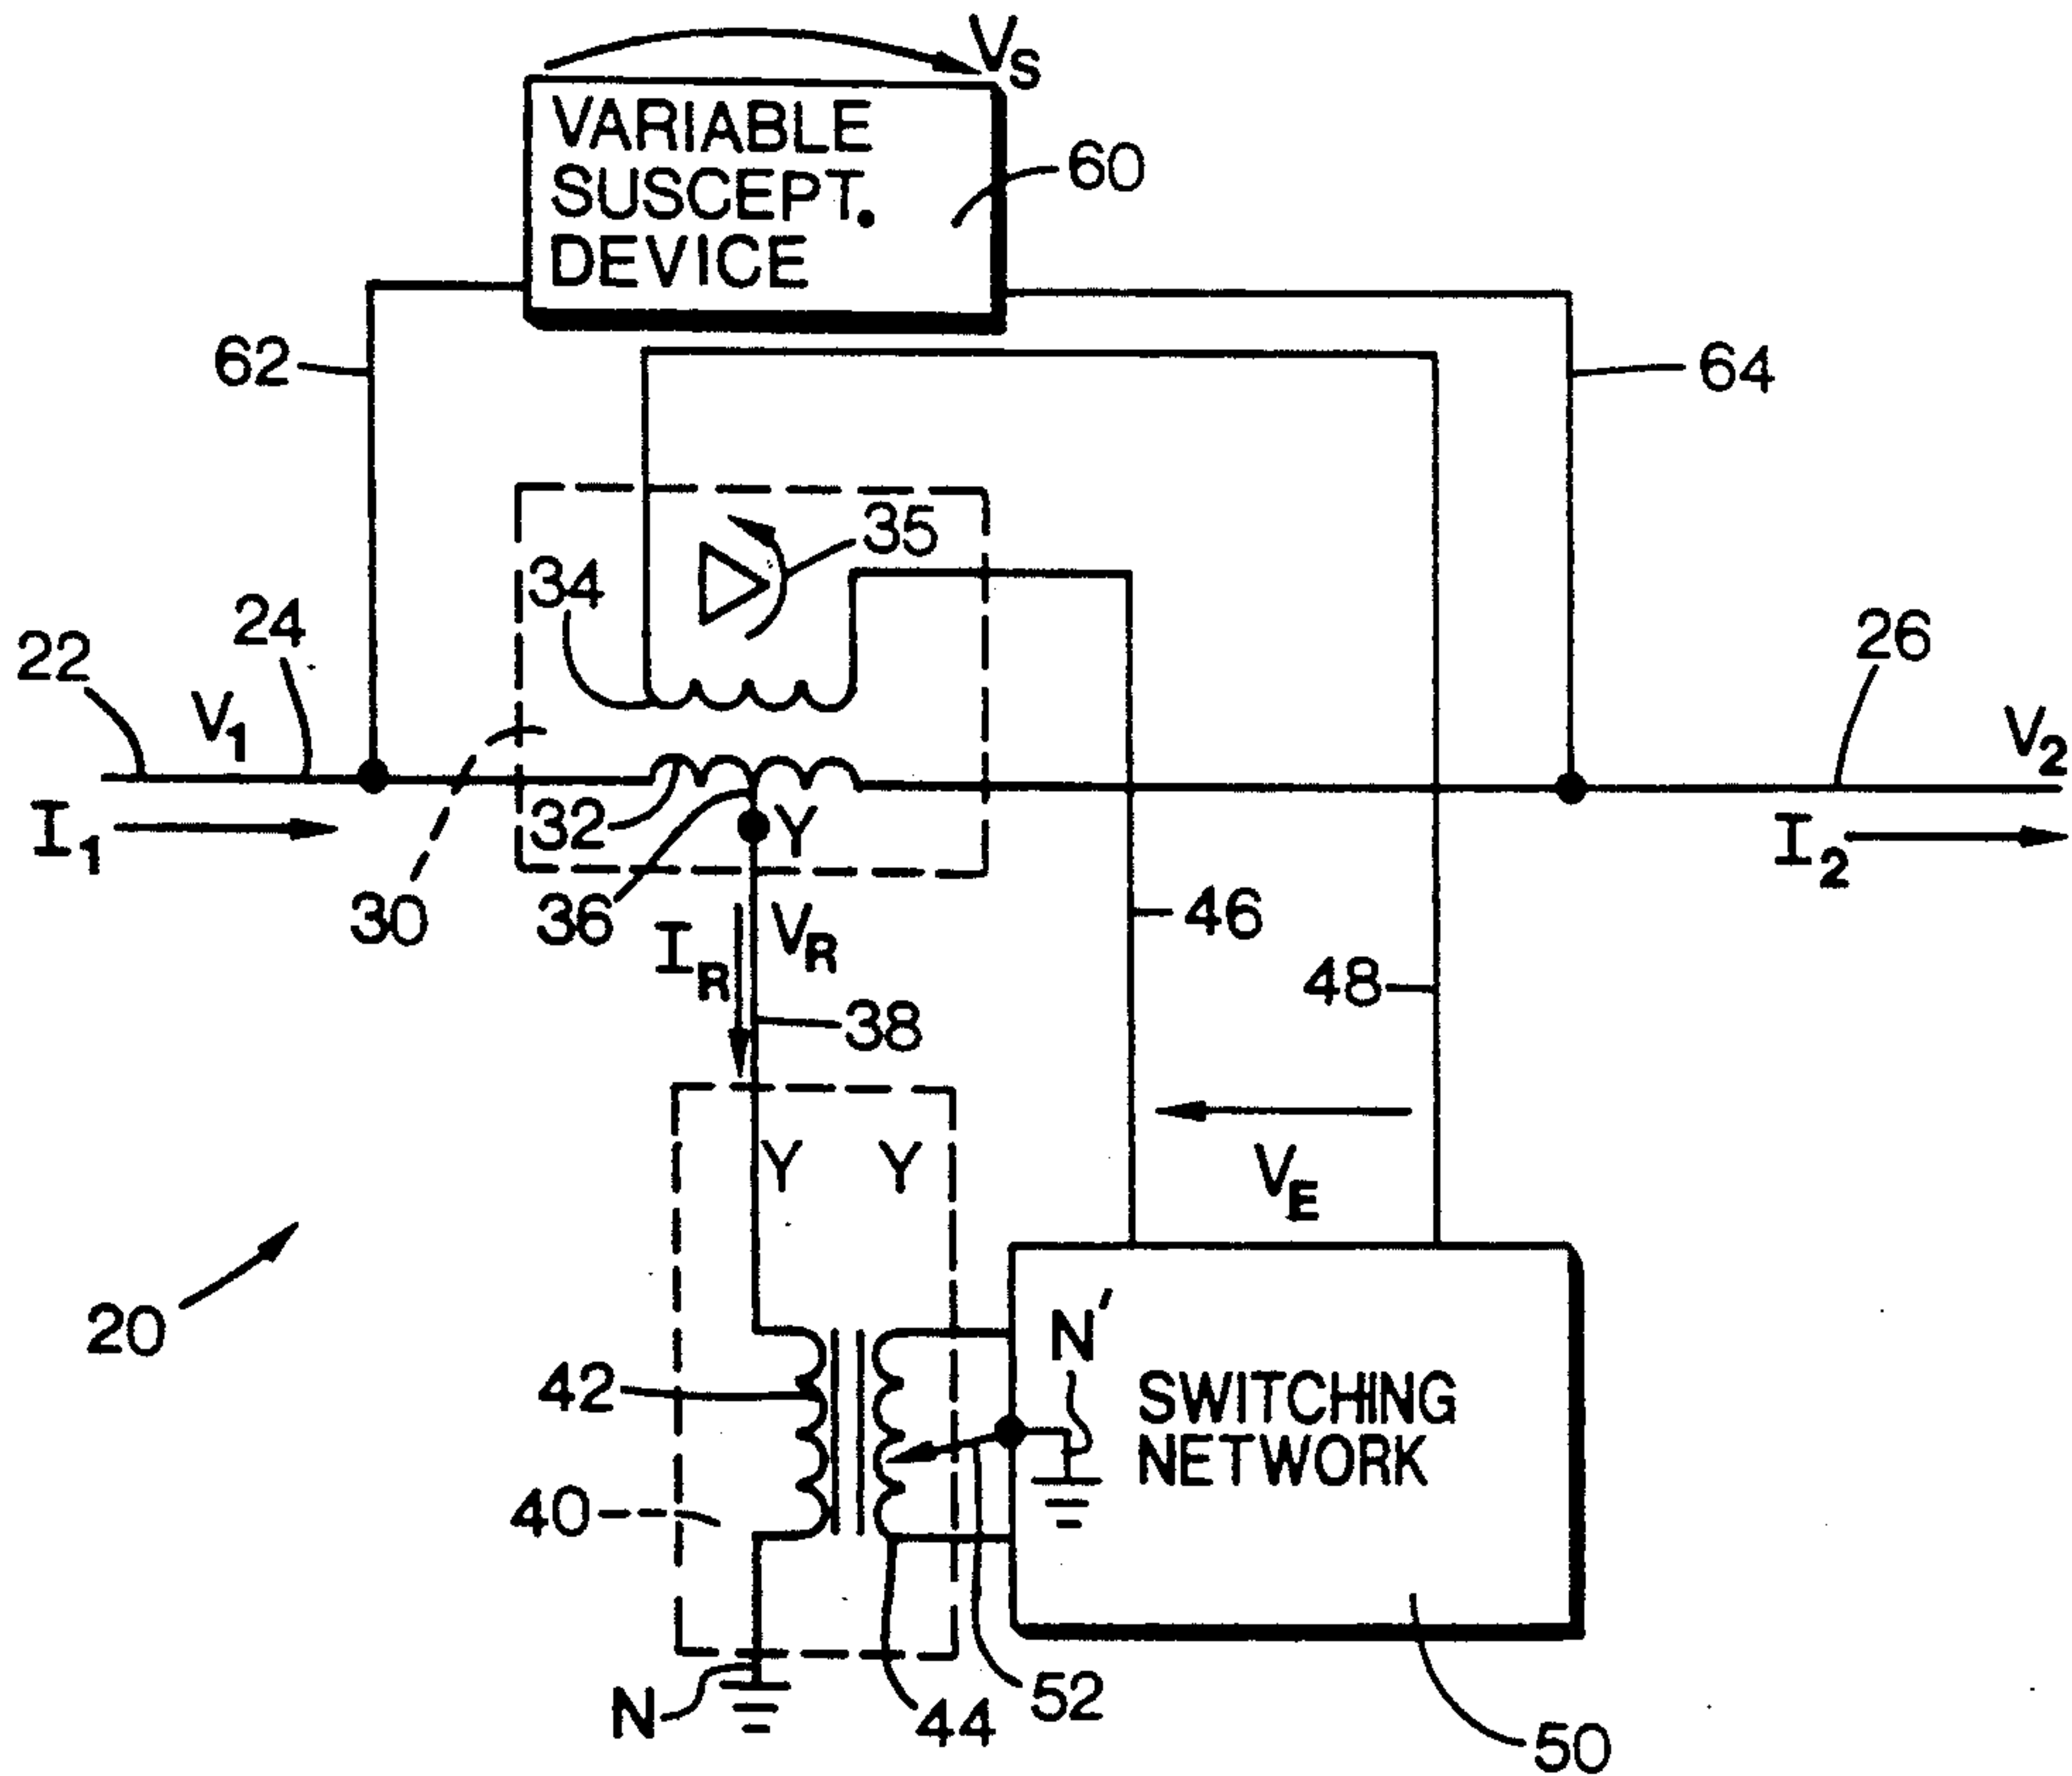 VS
VARIABLE
SUSCEPT.
DEVICE
60
62
64
35
34
22
24
V1
26
V2
I1
32
Y
I2
30
36
IR
VR
46
38
48
Y
Y
VE
20
N'
42
SWITCHING
NETWORK
40
N
44
52
50